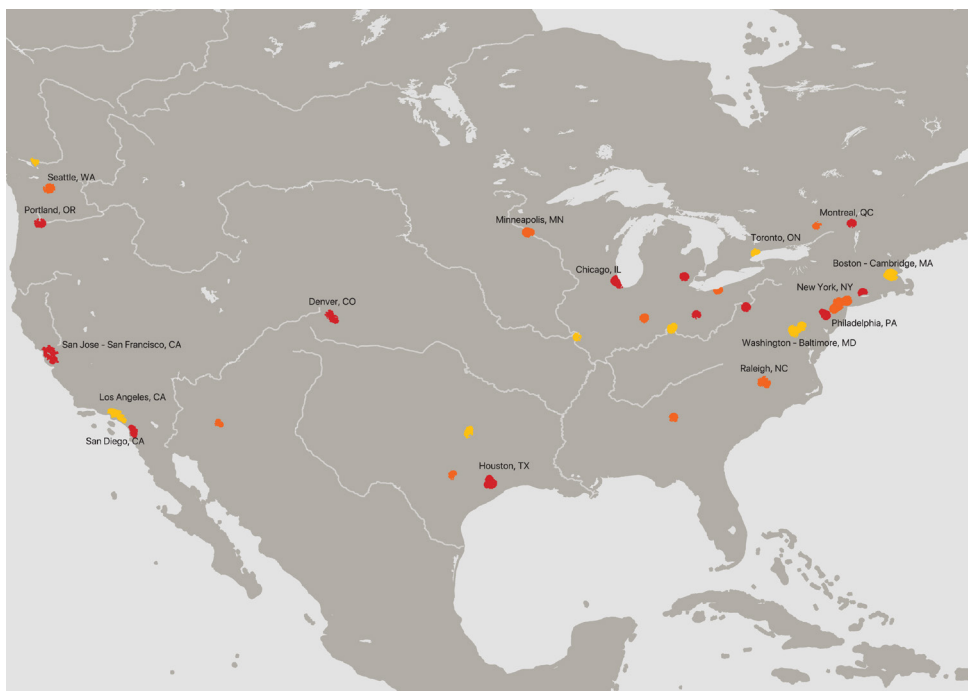 Seattle, WA
Portland, OR
Minneapolis, MN
Montreal, QC
Toronto, ON
Boston - Cambridge, MA
Chicago, IL
New York, NY
Denver, CO
Philadelphia, PA
San Jose - San Francisco, CA
Washington - Baltimore, MD
Raleigh, NC
Los Angeles, CA
San Diego, CA
Houston, TX